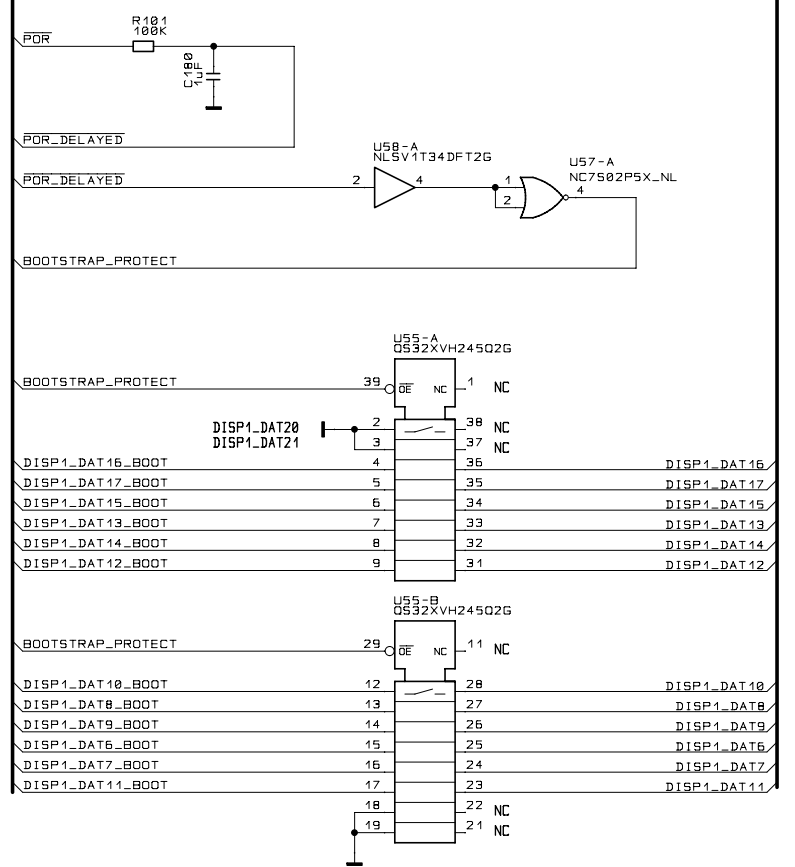 R101
100K
POR
C180
1uF
POR_DELAYED
U58-A
NLSV1T34DFT2G
POR_DELAYED
2
4
1
2
U57-A
NC7S02P5X_NL
4
BOOTSTRAP_PROTECT
U55-A
QS32XVH245Q2G
BOOTSTRAP_PROTECT 39 OE NC 1 NC
DISP1_DAT20 2 38 NC
DISP1_DAT21 3 37 NC
DISP1_DAT16_BOOT 4 36 DISP1_DAT16
DISP1_DAT17_BOOT 5 35 DISP1_DAT17
DISP1_DAT15_BOOT 6 34 DISP1_DAT15
DISP1_DAT13_BOOT 7 33 DISP1_DAT13
DISP1_DAT14_BOOT 8 32 DISP1_DAT14
DISP1_DAT12_BOOT 9 31 DISP1_DAT12
U55-B
QS32XVH245Q2G
BOOTSTRAP_PROTECT 29 OE NC 11 NC
DISP1_DAT10_BOOT 12 28 DISP1_DAT10
DISP1_DAT8_BOOT 13 27 DISP1_DAT8
DISP1_DAT9_BOOT 14 26 DISP1_DAT9
DISP1_DAT6_BOOT 15 25 DISP1_DAT6
DISP1_DAT7_BOOT 16 24 DISP1_DAT7
DISP1_DAT11_BOOT 17 23 DISP1_DAT11
18 22 NC
19 21 NC